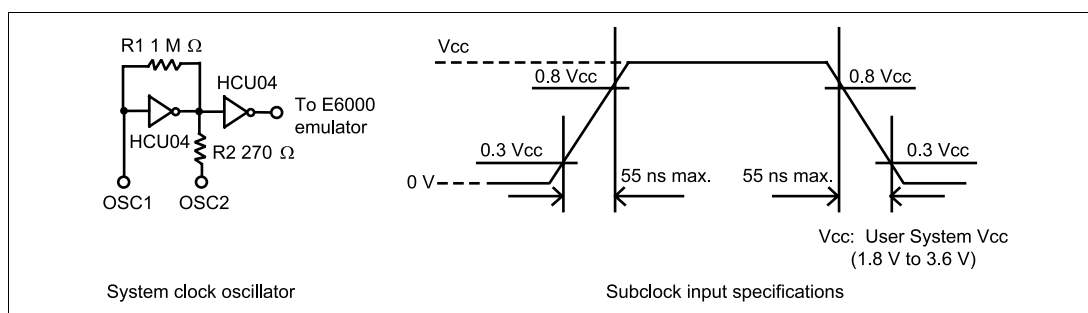 R1 1 M Ω
HCU04
HCU04
To E6000
emulator
R2 270 Ω
OSC1
OSC2
System clock oscillator
Vcc
0.8 Vcc
0.8 Vcc
0.3 Vcc
0.3 Vcc
0 V
55 ns max.
55 ns max.
Vcc: User System Vcc
(1.8 V to 3.6 V)
Subclock input specifications